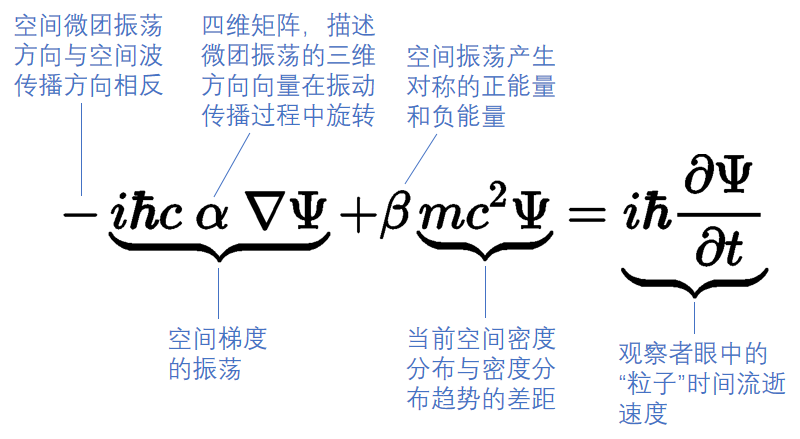 空间微团振荡
方向与空间波
传播方向相反
四维矩阵，描述
微团振荡的三维
方向向量在振动
传播过程中旋转
空间振荡产生
对称的正能量
和负能量
−iħc α ∇Ψ + βmc²Ψ = iħ ∂Ψ/∂t
空间梯度
的振荡
当前空间密度
分布与密度分
布趋势的差距
观察者眼中的
“粒子”时间流逝
速度